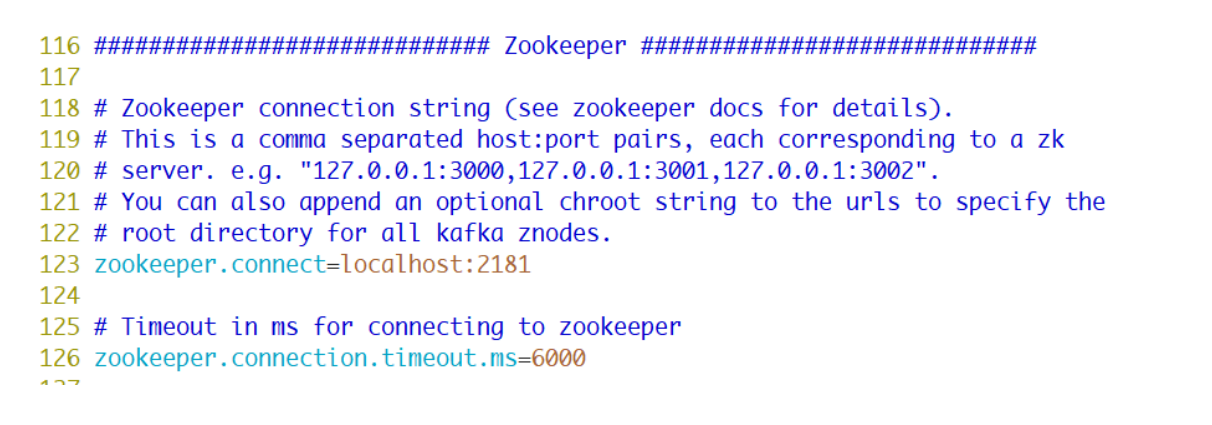 116 ############################# Zookeeper #############################
117
118 # Zookeeper connection string (see zookeeper docs for details).
119 # This is a comma separated host:port pairs, each corresponding to a zk
120 # server. e.g. "127.0.0.1:3000,127.0.0.1:3001,127.0.0.1:3002".
121 # You can also append an optional chroot string to the urls to specify the
122 # root directory for all kafka znodes.
123 zookeeper.connect=localhost:2181
124
125 # Timeout in ms for connecting to zookeeper
126 zookeeper.connection.timeout.ms=6000